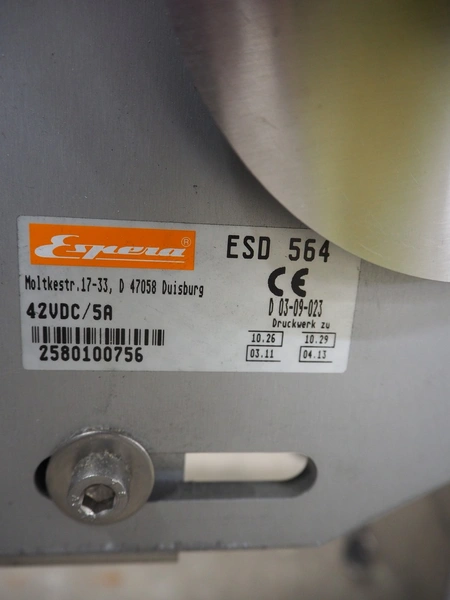 Espera®
ESD 564
Moltkestr.17-33, D 47058 Duisburg
CE
42VDC/5A
D 03-09-023
Druckwerk zu
10.26 10.29
03.11 04.13
2580100756